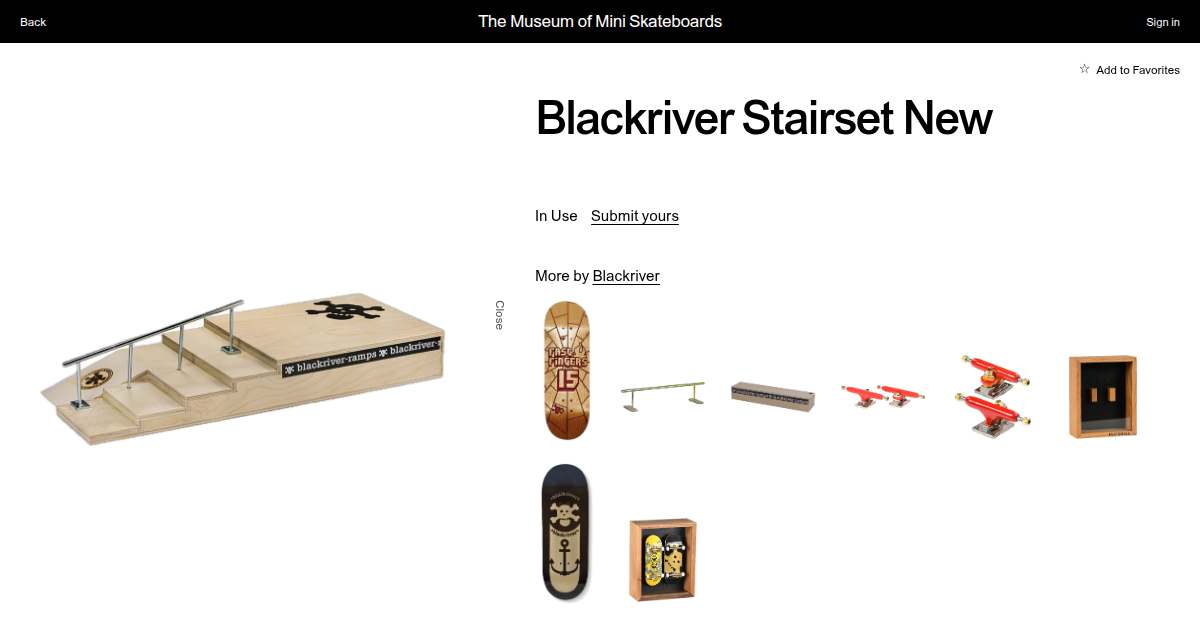 Back
The Museum of Mini Skateboards
Sign in
☆ Add to Favorites
Blackriver Stairset New
In Use Submit yours
More by Blackriver
Close
blackriver-ramps blackriver-r
FAST
FINGERS
15